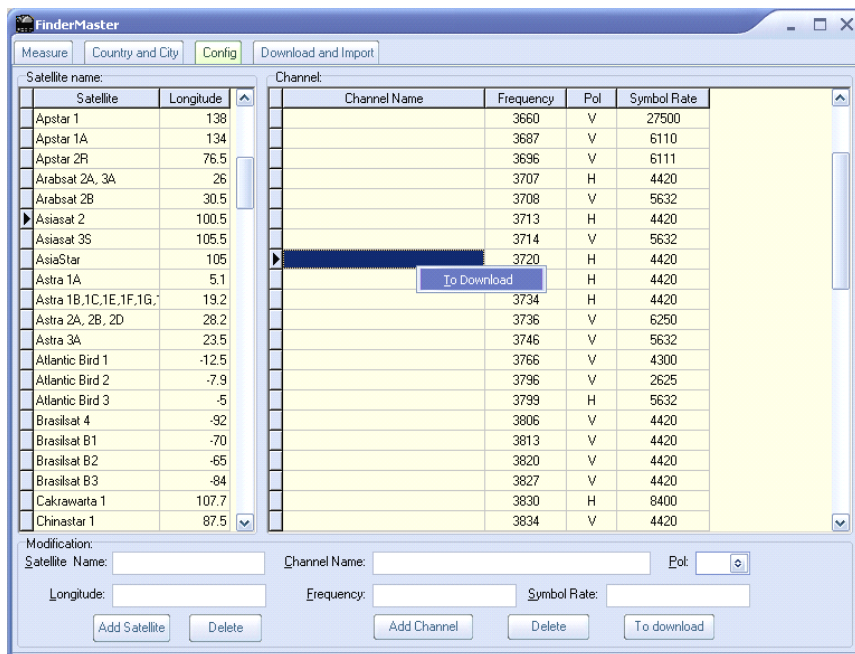 FinderMaster
Measure Country and City Config Download and Import
Satellite name: Channel:
Satellite Longitude Channel Name Frequency Pol Symbol Rate
Apstar 1 138 3660 V 27500
Apstar 1A 134 3687 V 6110
Apstar 2R 76.5 3696 V 6111
Arabsat 2A, 3A 26 3707 H 4420
Arabsat 2B 30.5 3708 V 5632
Asiasat 2 100.5 3713 H 4420
Asiasat 3S 105.5 3714 V 5632
AsiaStar 105 3720 H 4420
Astra 1A 5.1 To Download H 4420
Astra 1B,1C,1E,1F,1G, 19.2 3734 H 4420
Astra 2A, 2B, 2D 28.2 3736 V 6250
Astra 3A 23.5 3746 V 5632
Atlantic Bird 1 -12.5 3766 V 4300
Atlantic Bird 2 -7.9 3796 V 2625
Atlantic Bird 3 -5 3799 H 5632
Brasilsat 4 -92 3806 V 4420
Brasilsat B1 -70 3813 V 4420
Brasilsat B2 -65 3820 V 4420
Brasilsat B3 -84 3827 V 4420
Cakrawarta 1 107.7 3830 H 8400
Chinastar 1 87.5 3834 V 4420
Modification:
Satellite Name: Channel Name: Pol:
Longitude: Frequency: Symbol Rate:
Add Satellite Delete Add Channel Delete To download